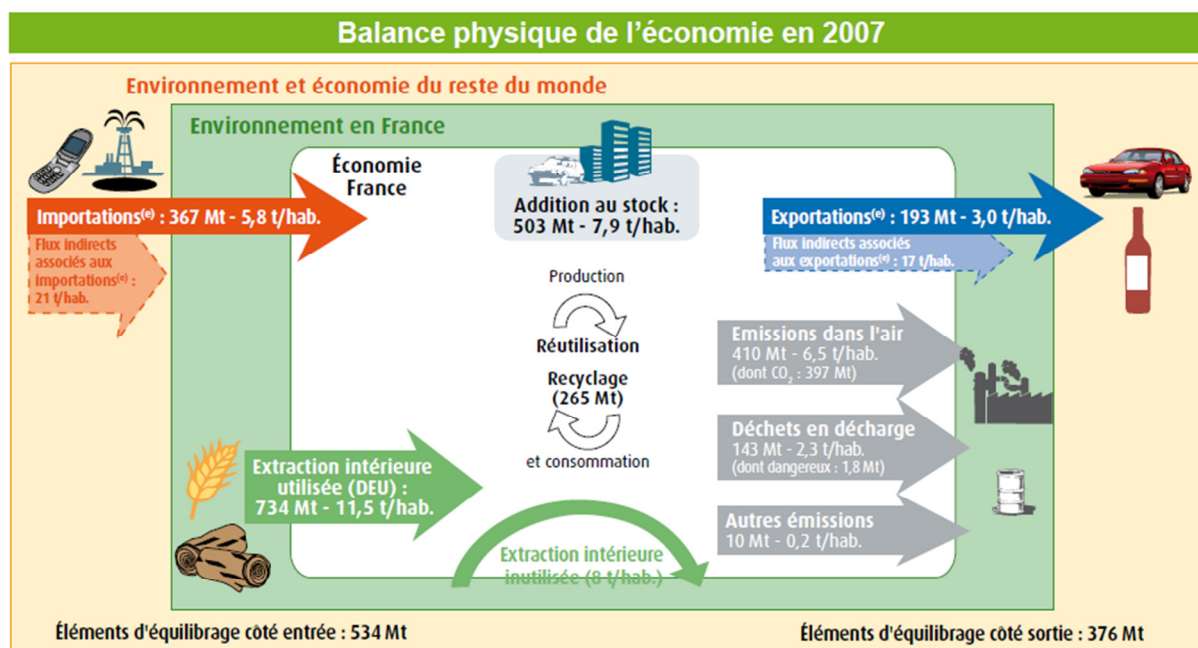 Balance physique de l'économie en 2007
Environnement et économie du reste du monde
Environnement en France
Économie
France
Importations(e) : 367 Mt - 5,8 t/hab.
Flux indirects
associés aux
importations(e) :
21 t/hab.
Addition au stock :
503 Mt - 7,9 t/hab.
Exportations(e) : 193 Mt - 3,0 t/hab.
Flux indirects associés
aux exportations(e) : 17 t/hab.
Production
Réutilisation
Recyclage
(265 Mt)
et consommation
Emissions dans l'air
410 Mt - 6,5 t/hab.
(dont CO2 : 397 Mt)
Déchets en décharge
143 Mt - 2,3 t/hab.
(dont dangereux : 1,8 Mt)
Autres émissions
10 Mt - 0,2 t/hab.
Extraction intérieure
utilisée (DEU) :
734 Mt - 11,5 t/hab.
Extraction intérieure
inutilisée (8 t/hab.)
Éléments d'équilibrage côté entrée : 534 Mt
Éléments d'équilibrage côté sortie : 376 Mt